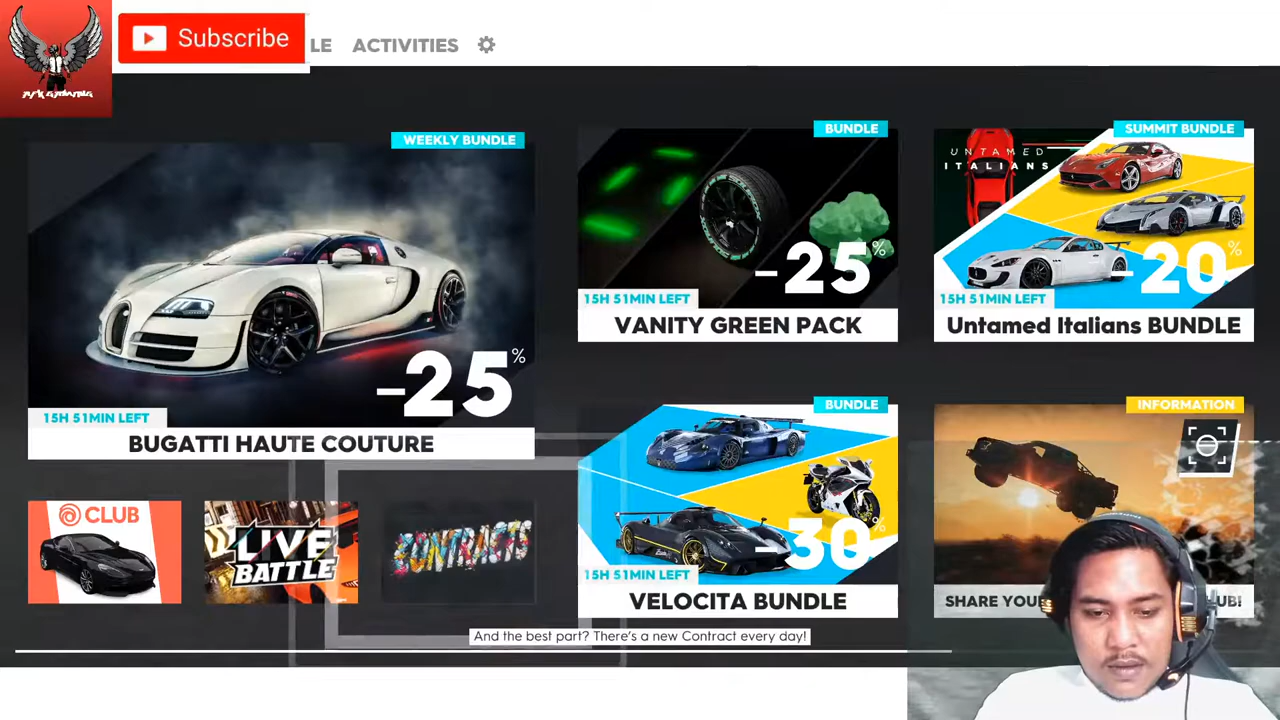 Subscribe
LE ACTIVITIES
WEEKLY BUNDLE
-25%
15H 51MIN LEFT
BUGATTI HAUTE COUTURE
BUNDLE
-25%
15H 51MIN LEFT
VANITY GREEN PACK
SUMMIT BUNDLE
UNTAMED
ITALIANS
-20%
15H 51MIN LEFT
Untamed Italians BUNDLE
CLUB
LIVE
BATTLE
CONTRACTS
BUNDLE
-30%
15H 51MIN LEFT
VELOCITA BUNDLE
INFORMATION
SHARE YOU UB!
And the best part? There's a new Contract every day!